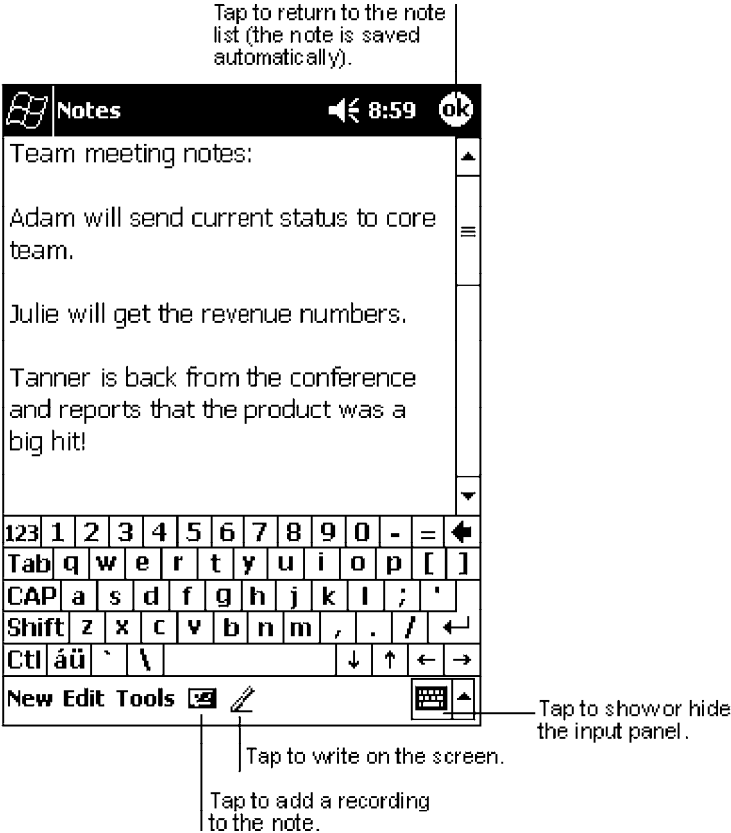 Tap to return to the note
list (the note is saved
automatically).
Notes 8:59 ok
Team meeting notes:
Adam will send current status to core
team.
Julie will get the revenue numbers.
Tanner is back from the conference
and reports that the product was a
big hit!
123 1 2 3 4 5 6 7 8 9 0 - =
Tab q w e r t y u i o p [ ]
CAP a s d f g h j k l ; '
Shift z x c v b n m , . /
Ctl áü ` \ ↓ ↑ ← →
New Edit Tools
Tap to show or hide
the input panel.
Tap to write on the screen.
Tap to add a recording
to the note.